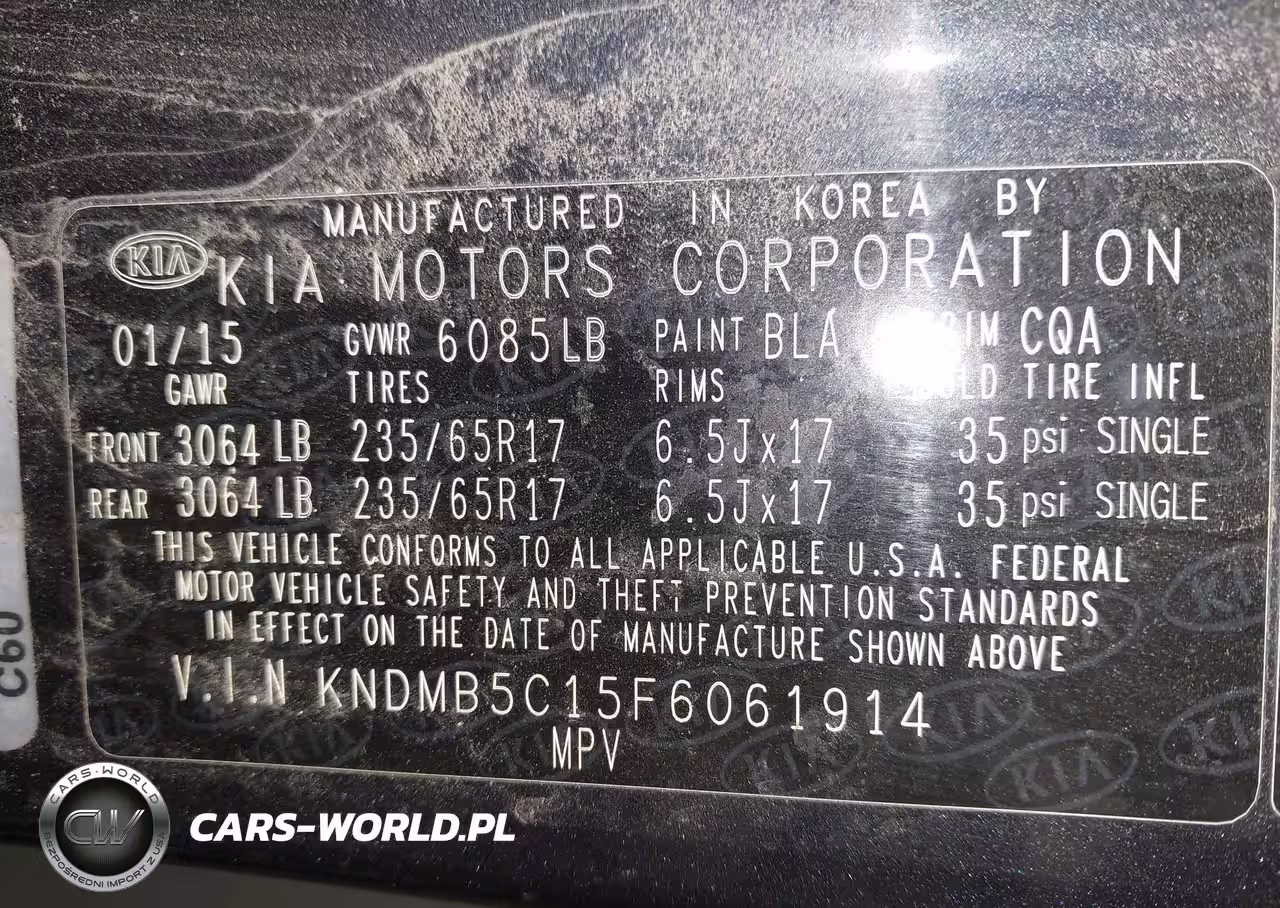 MANUFACTURED IN KOREA BY
KIA KIA MOTORS CORPORATION
01/15 GVWR 6085LB PAINT BLA CQA
GAWR TIRES RIMS TIRE INFL
FRONT 3064 LB 235/65R17 6.5Jx17 35 psi SINGLE
REAR 3064 LB 235/65R17 6.5Jx17 35 psi SINGLE
THIS VEHICLE CONFORMS TO ALL APPLICABLE U.S.A. FEDERAL
MOTOR VEHICLE SAFETY AND THEFT PREVENTION STANDARDS
IN EFFECT ON THE DATE OF MANUFACTURE SHOWN ABOVE
V.I.N KNDMB5C15F6061914
MPV
C60
CARS-WORLD
CW
BEZPOŚREDNI IMPORT Z USA
CARS-WORLD.PL